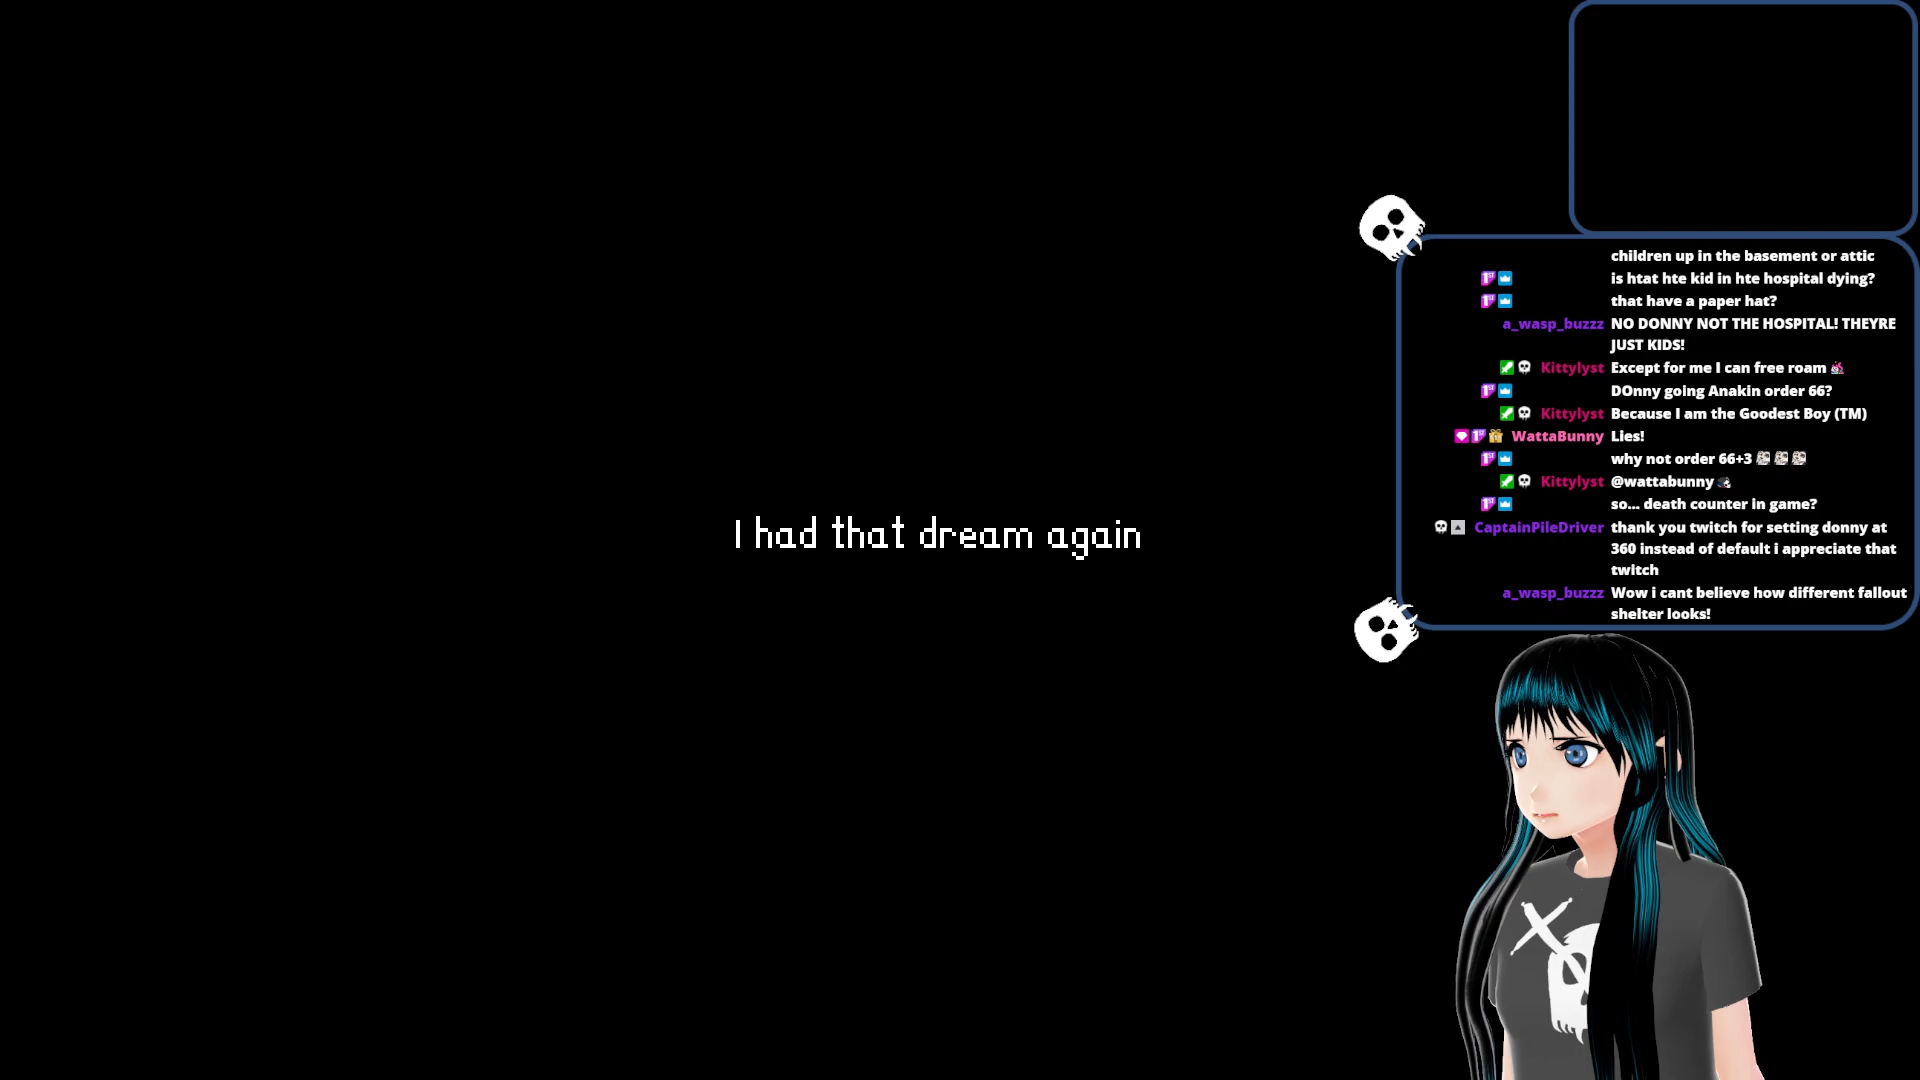 children up in the basement or attic
is htat hte kid in hte hospital dying?
that have a paper hat?
a_wasp_buzzz NO DONNY NOT THE HOSPITAL! THEYRE
JUST KIDS!
Kittylyst Except for me I can free roam
DOnny going Anakin order 66?
Kittylyst Because I am the Goodest Boy (TM)
WattaBunny Lies!
why not order 66+3
Kittylyst @wattabunny
so... death counter in game?
CaptainPileDriver thank you twitch for setting donny at
360 instead of default i appreciate that
twitch
a_wasp_buzzz Wow i cant believe how different fallout
shelter looks!
I had that dream again